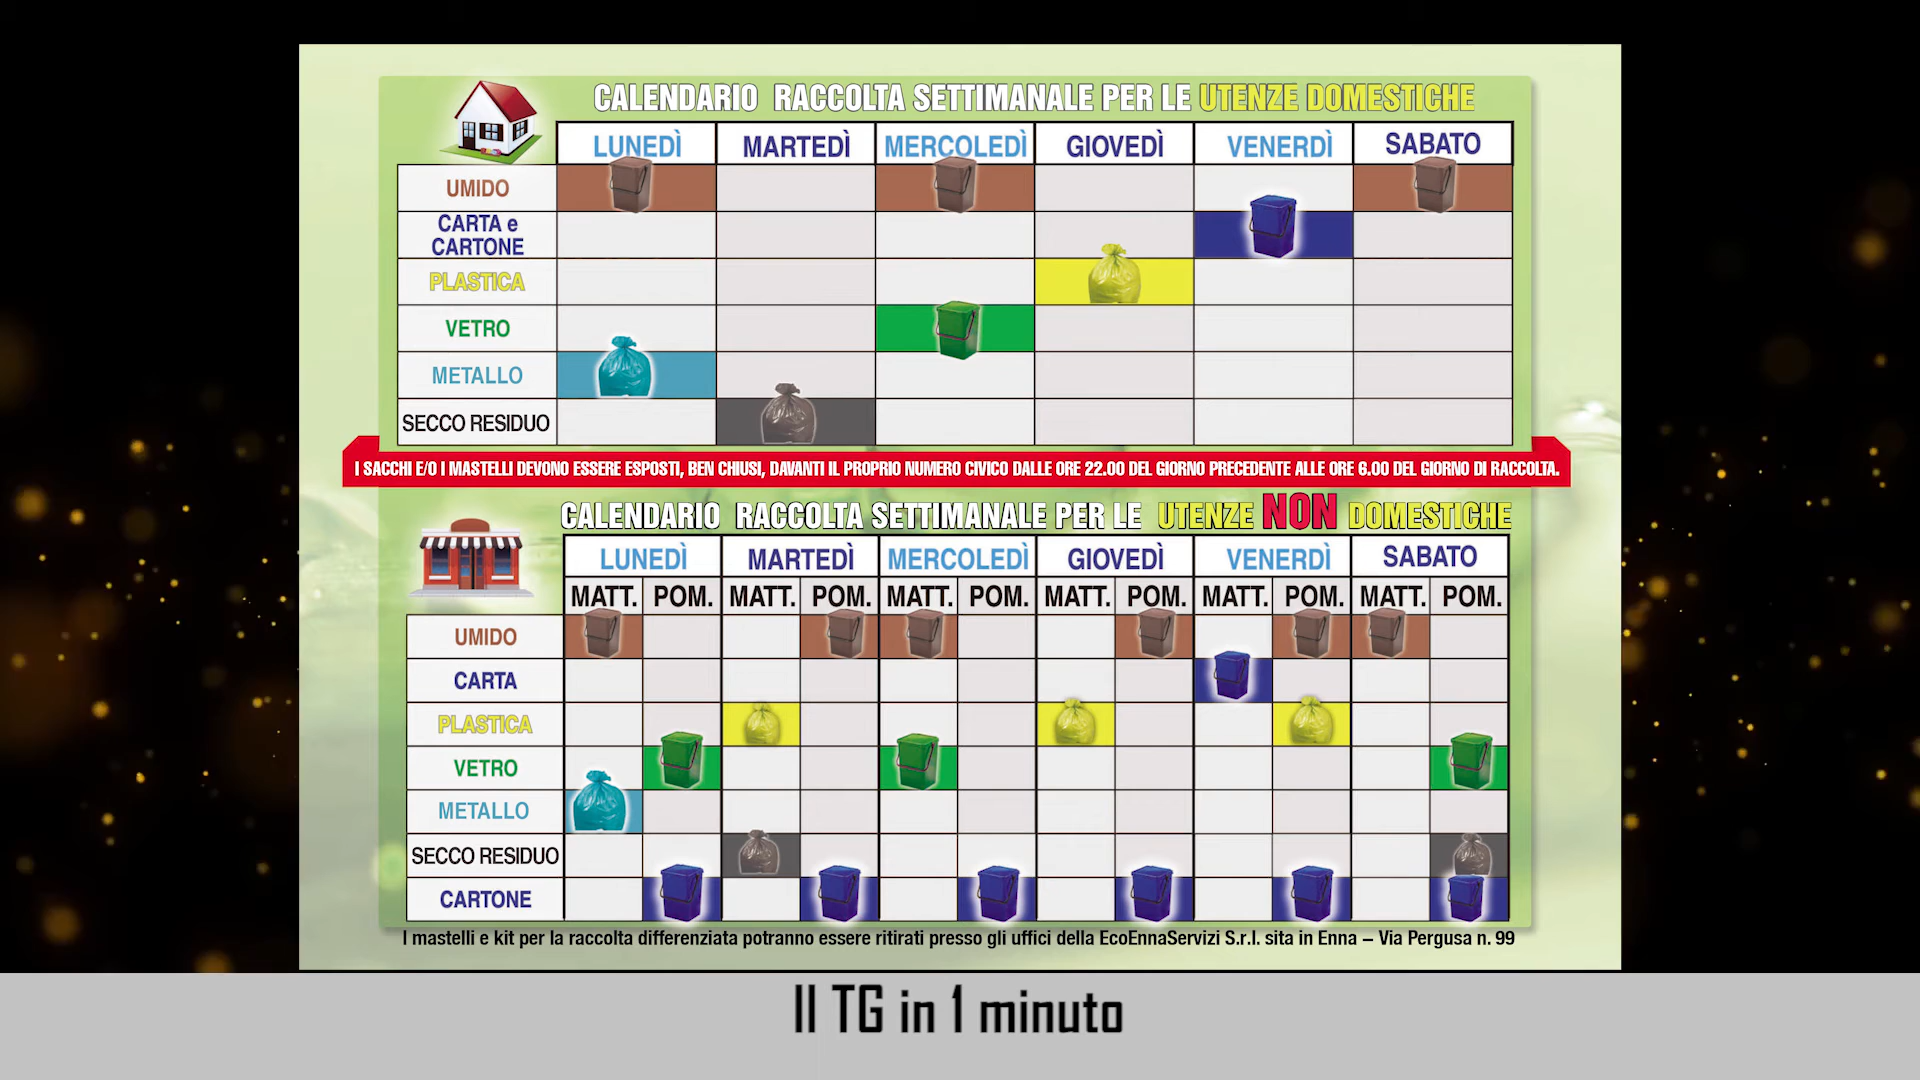 CALENDARIO RACCOLTA SETTIMANALE PER LE UTENZE DOMESTICHE
LUNEDÌ MARTEDÌ MERCOLEDÌ GIOVEDÌ VENERDÌ SABATO
UMIDO
CARTA e
CARTONE
PLASTICA
VETRO
METALLO
SECCO RESIDUO
I SACCHI E/O I MASTELLI DEVONO ESSERE ESPOSTI, BEN CHIUSI, DAVANTI IL PROPRIO NUMERO CIVICO DALLE ORE 22.00 DEL GIORNO PRECEDENTE ALLE ORE 6.00 DEL GIORNO DI RACCOLTA.
CALENDARIO RACCOLTA SETTIMANALE PER LE UTENZE NON DOMESTICHE
LUNEDÌ MARTEDÌ MERCOLEDÌ GIOVEDÌ VENERDÌ SABATO
MATT. POM. MATT. POM. MATT. POM. MATT. POM. MATT. POM. MATT. POM.
UMIDO
CARTA
PLASTICA
VETRO
METALLO
SECCO RESIDUO
CARTONE
I mastelli e kit per la raccolta differenziata potranno essere ritirati presso gli uffici della EcoEnnaServizi S.r.l. sita in Enna – Via Pergusa n. 99
Il TG in 1 minuto